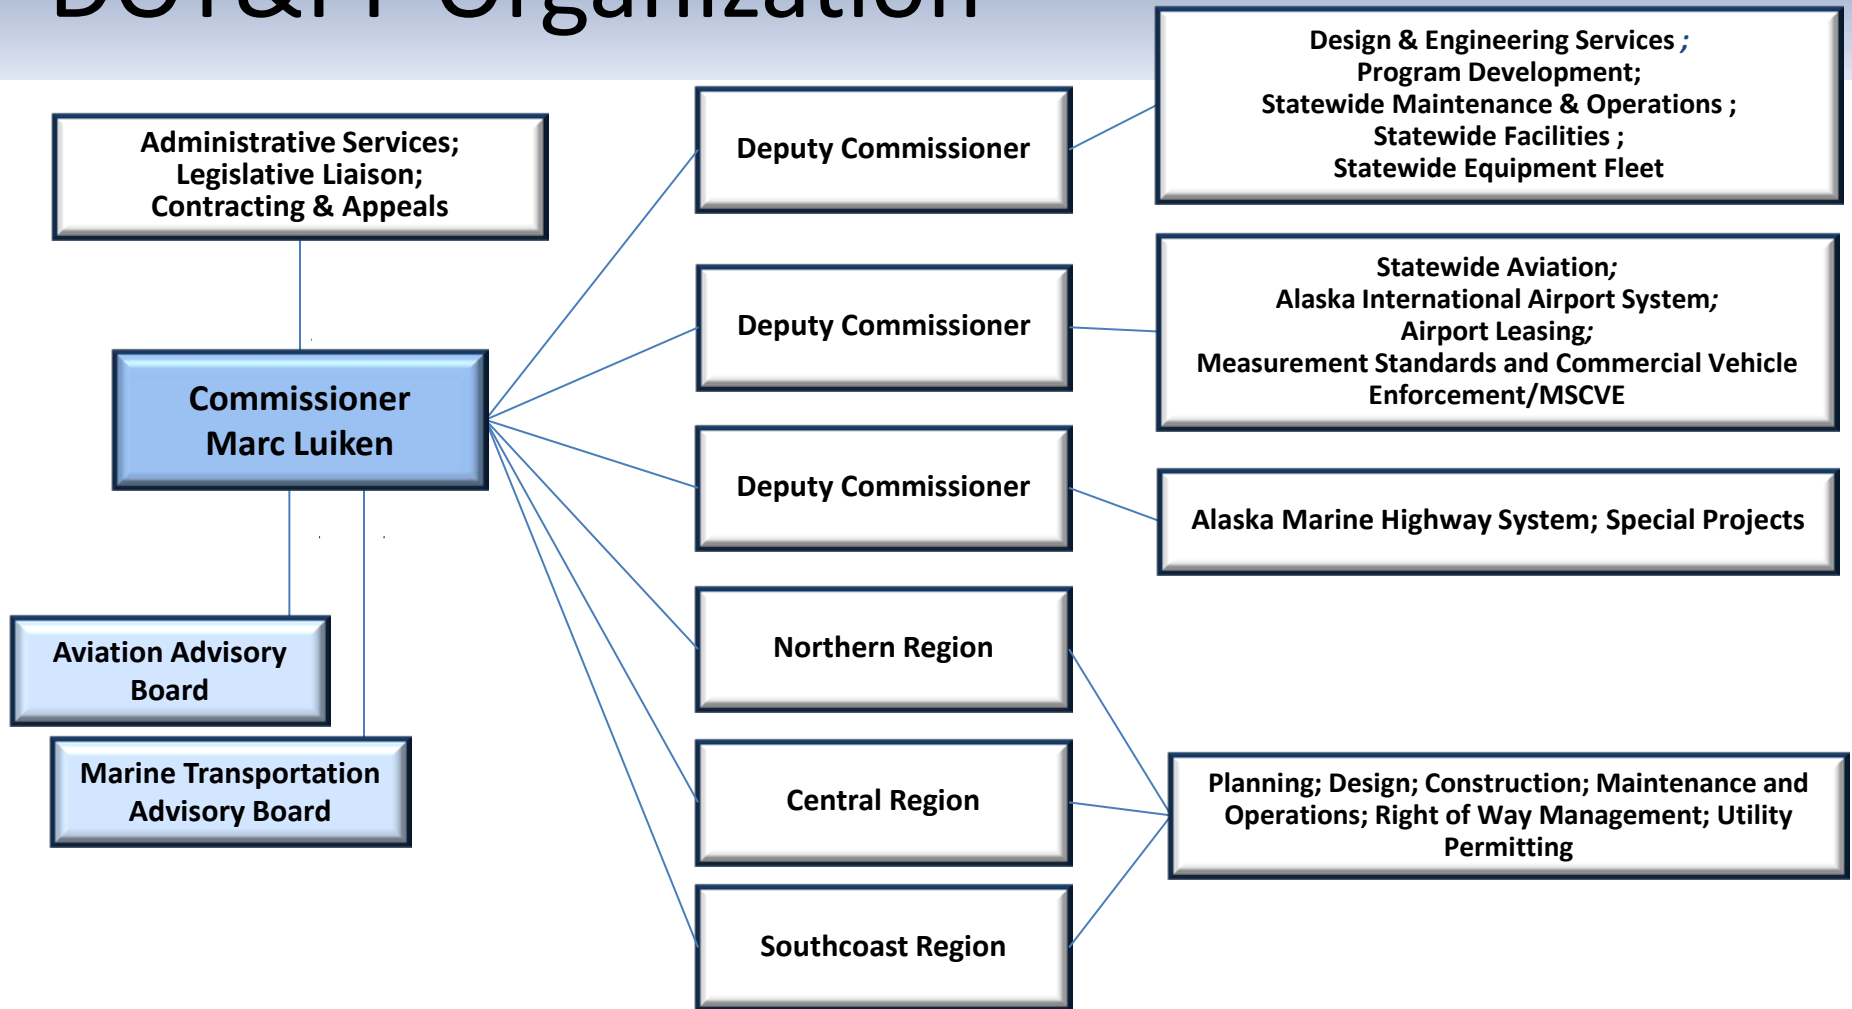 DOT&PF Organization
Administrative Services;
Legislative Liaison;
Contracting & Appeals
Commissioner
Marc Luiken
Aviation Advisory
Board
Marine Transportation
Advisory Board
Deputy Commissioner
Design & Engineering Services ;
Program Development;
Statewide Maintenance & Operations ;
Statewide Facilities ;
Statewide Equipment Fleet
Deputy Commissioner
Statewide Aviation;
Alaska International Airport System;
Airport Leasing;
Measurement Standards and Commercial Vehicle
Enforcement/MSCVE
Deputy Commissioner
Alaska Marine Highway System; Special Projects
Northern Region
Central Region
Southcoast Region
Planning; Design; Construction; Maintenance and
Operations; Right of Way Management; Utility
Permitting